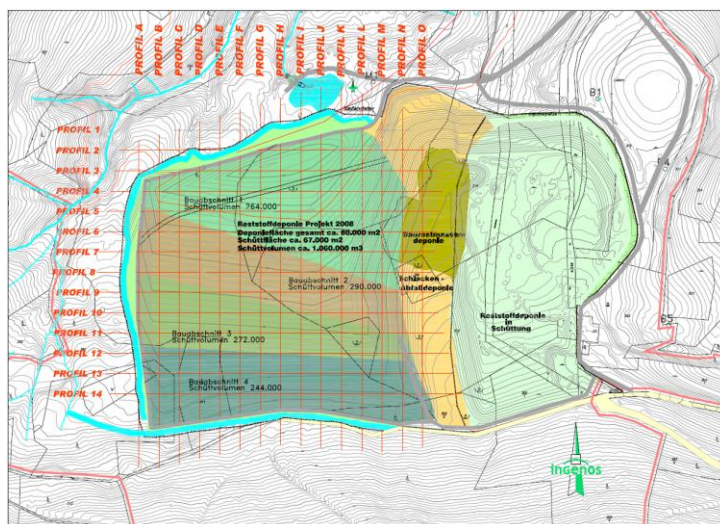 PROFIL A
PROFIL B
PROFIL C
PROFIL D
PROFIL E
PROFIL F
PROFIL G
PROFIL H
PROFIL I
PROFIL J
PROFIL K
PROFIL L
PROFIL M
PROFIL N
PROFIL O
B1
PROFIL 1
PROFIL 2
PROFIL 3
PROFIL 4
PROFIL 5
PROFIL 6
PROFIL 7
PROFIL 8
PROFIL 9
PROFIL 10
PROFIL 11
PROFIL 12
PROFIL 13
PROFIL 14
Bauabschnitt 1
Schüttvolumen 764.000
Reststoffdeponie Projekt 2008
Deponiefläche gesamt ca. 80.000 m2
Schüttfläche ca. 67.000 m2
Schüttvolumen ca. 1.060.000 m3
deponie
Bauabschnitt 2
Schüttvolumen 290.000
Reststoffdeponie
in
Schüttung
Bauabschnitt 3
Schüttvolumen 272.000
Bauabschnitt 4
Schüttvolumen 244.000
ingenos